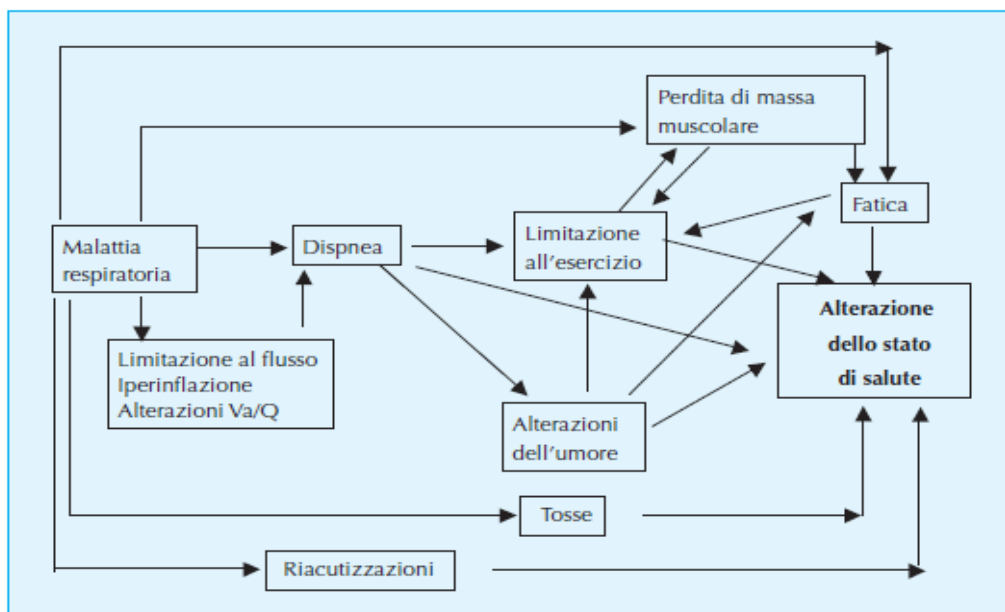 Perdita di massa
muscolare
Fatica
Malattia
respiratoria
Dispnea
Limitazione
all'esercizio
Alterazione
dello stato
di salute
Limitazione al flusso
Iperinflazione
Alterazioni Va/Q
Alterazioni
dell'umore
Tosse
Riacutizzazioni